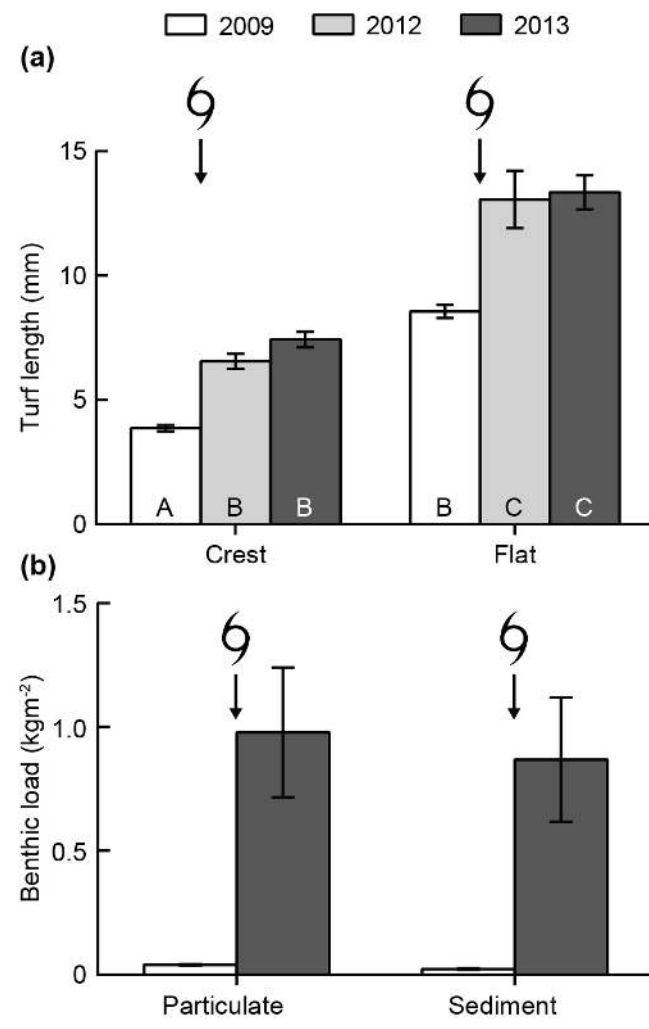 2009 2012 2013
(a)
15
10
5
0
Turf length (mm)
A B B B C C
Crest Flat
(b)
1.5
1.0
0.5
0
Benthic load (kgm⁻²)
Particulate Sediment